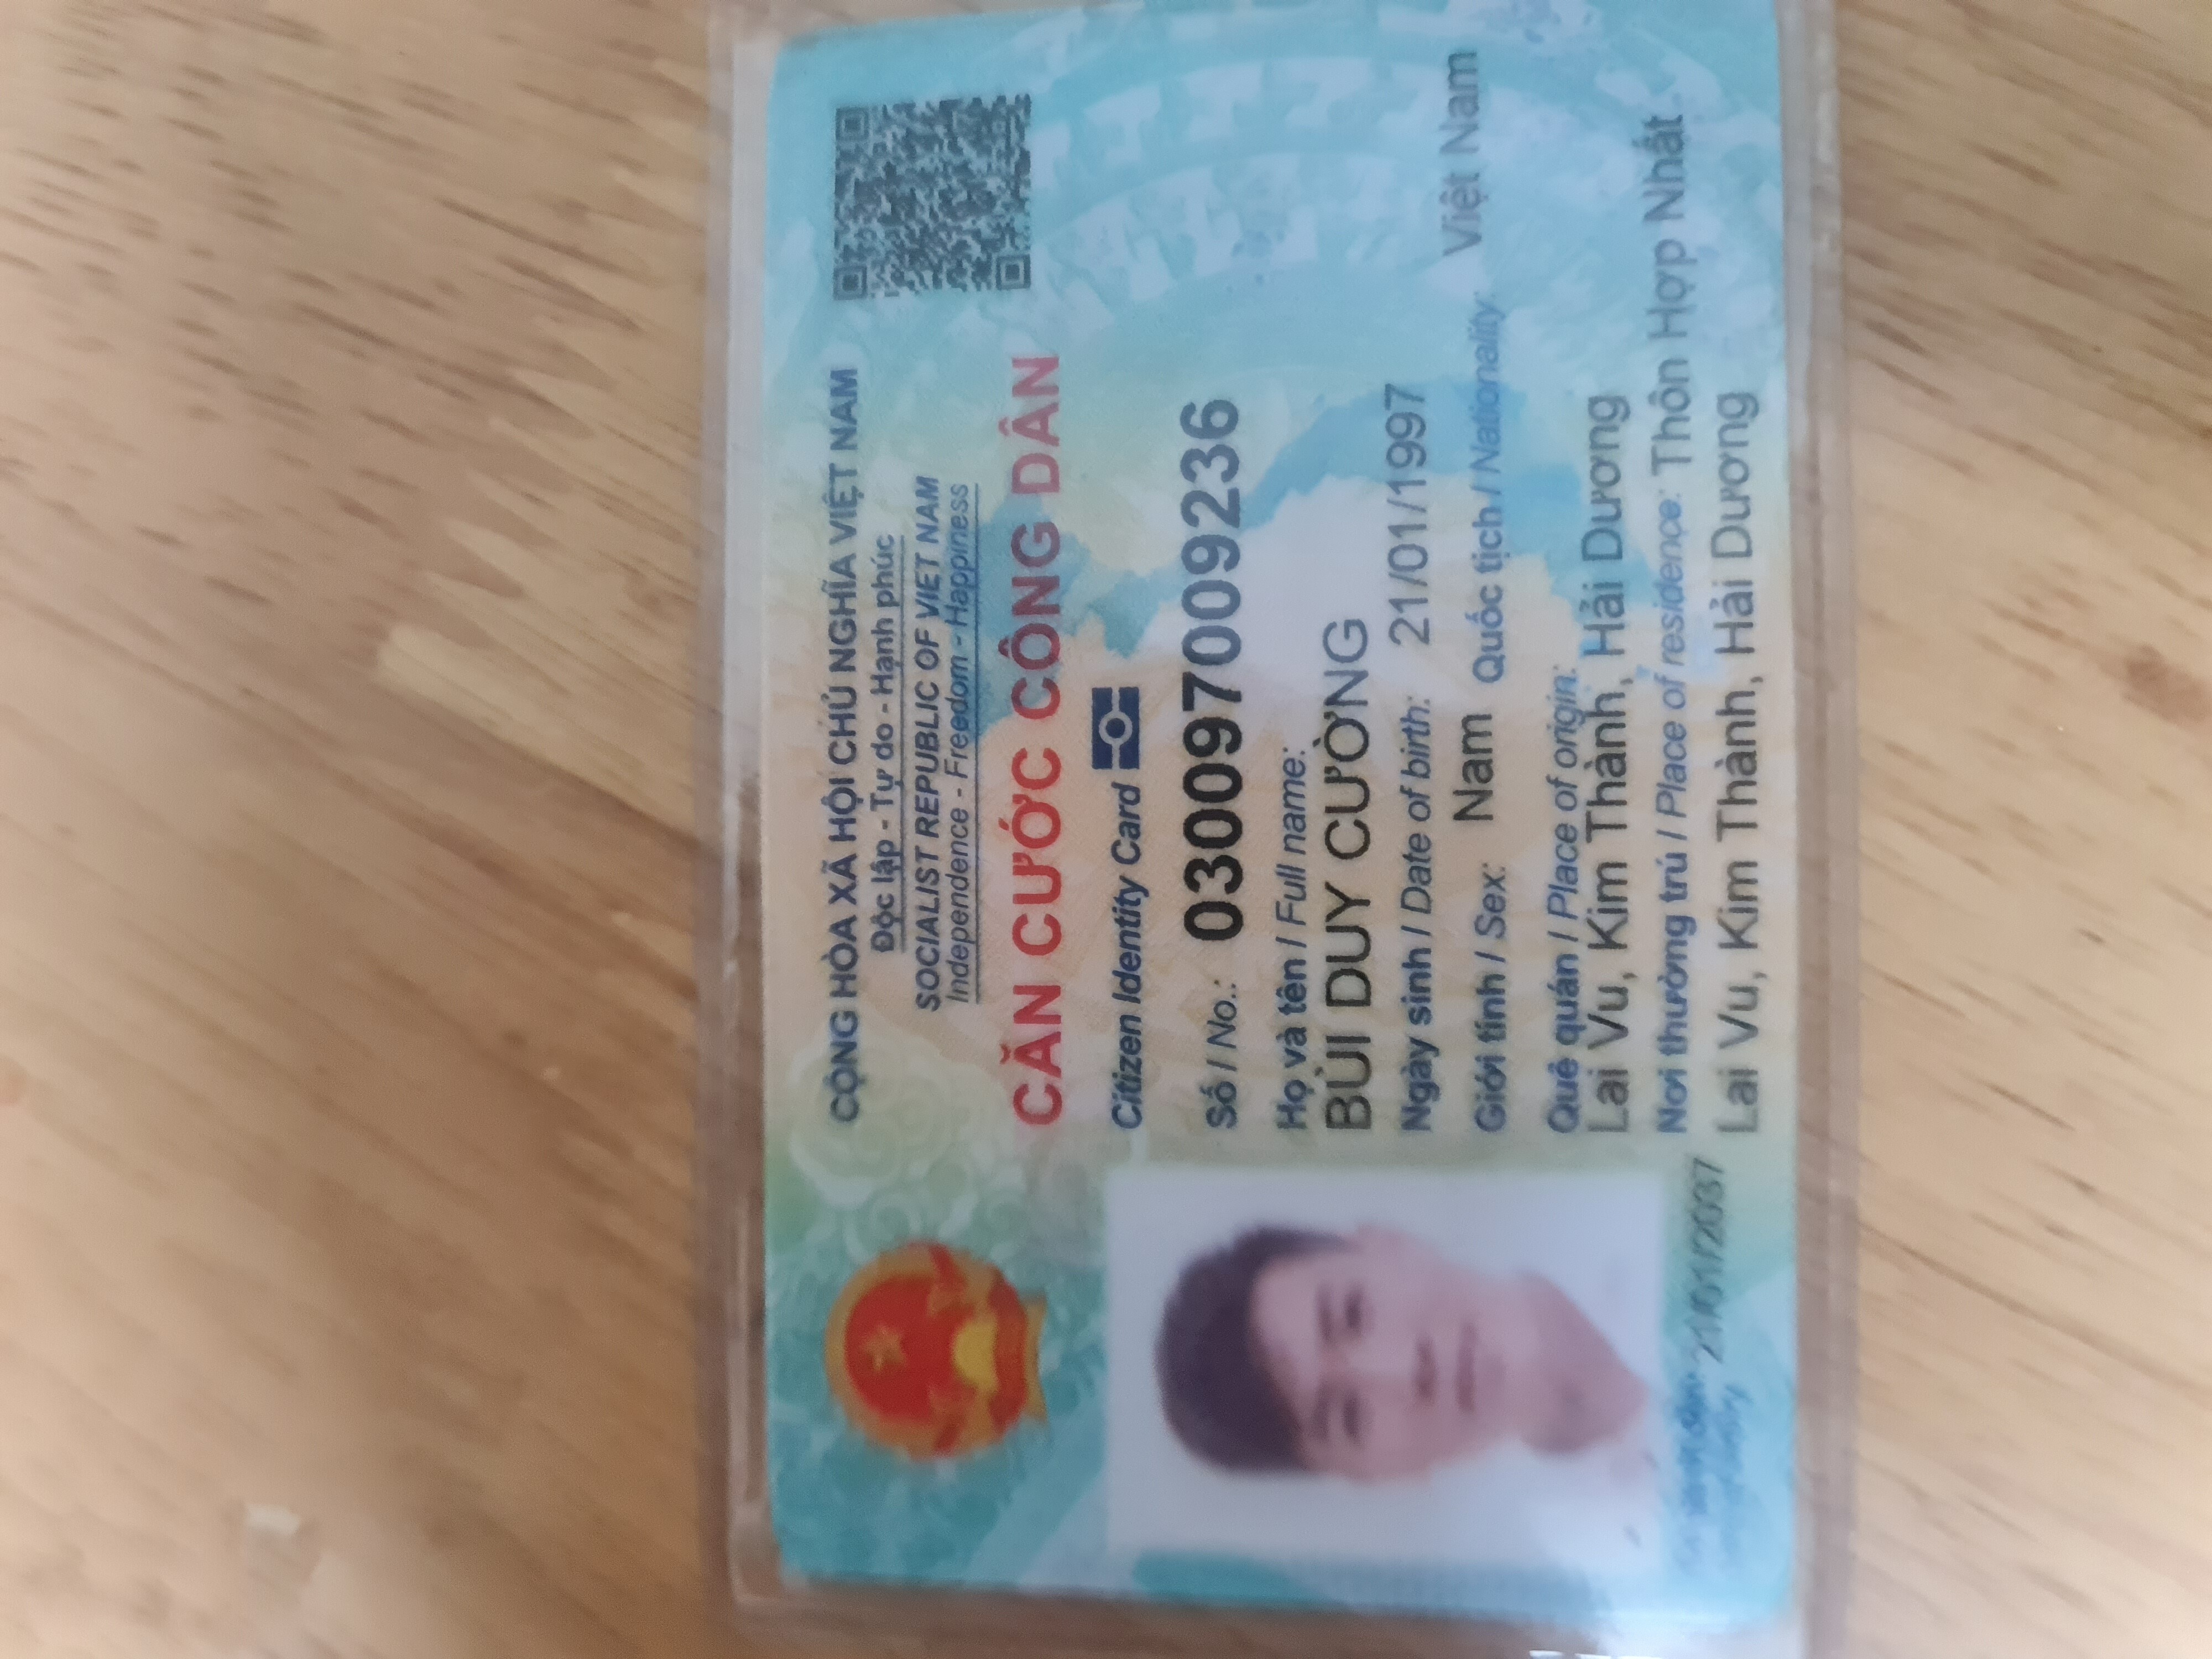 CỘNG HÒA XÃ HỘI CHỦ NGHĨA VIỆT NAM
Độc lập - Tự do - Hạnh phúc
SOCIALIST REPUBLIC OF VIET NAM
Independence - Freedom - Happiness
CĂN CƯỚC CÔNG DÂN
Citizen Identity Card
Số / No.: 030097009236
Họ và tên / Full name:
BÙI DUY CƯỜNG
Ngày sinh / Date of birth: 21/01/1997
Giới tính / Sex: Nam Quốc tịch / Nationality: Việt Nam
Quê quán / Place of origin:
Lai Vu, Kim Thành, Hải Dương
Nơi thường trú / Place of residence: Thôn Hợp Nhất
Lai Vu, Kim Thành, Hải Dương
21/01/2037